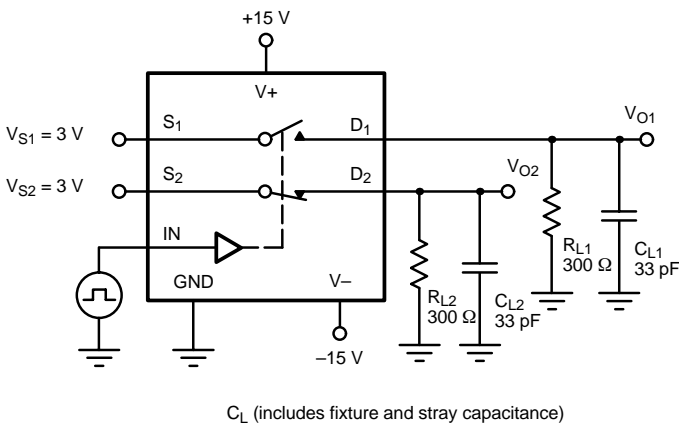 +15 V
V+
VS1 = 3 V
S1
D1
VO1
VS2 = 3 V
S2
D2
VO2
IN
RL1
300 Ω
CL1
33 pF
GND
V–
RL2
300 Ω
CL2
33 pF
–15 V
CL (includes fixture and stray capacitance)